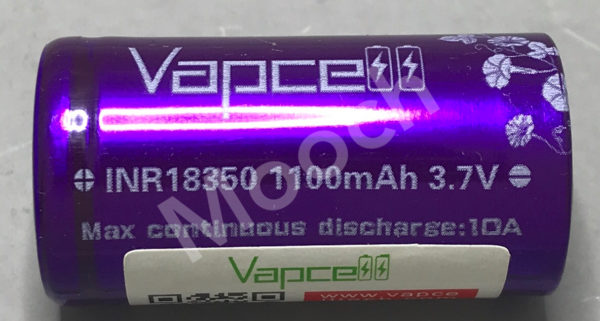 Vapcell
INR18350 1100mAh 3.7V
Max continuous discharge:10A
Mooch
Vapcell
www.vapce